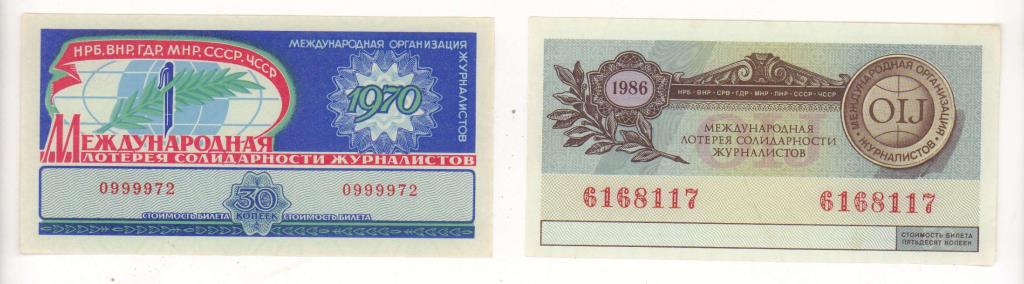 НРБ, ВНР, ГДР, МНР, СССР, ЧССР
МЕЖДУНАРОДНАЯ ОРГАНИЗАЦИЯ
ЖУРНАЛИСТОВ
1970
МЕЖДУНАРОДНАЯ
ЛОТЕРЕЯ СОЛИДАРНОСТИ ЖУРНАЛИСТОВ
0999972 0999972
30
КОПЕЕК
СТОИМОСТЬ БИЛЕТА СТОИМОСТЬ БИЛЕТА
1986
НРБ • ВНР • СРВ • ГДР • МНР • ПНР • СССР • ЧССР
МЕЖДУНАРОДНАЯ ОРГАНИЗАЦИЯ • ЖУРНАЛИСТОВ •
OIJ
OIJ
МЕЖДУНАРОДНАЯ
ЛОТЕРЕЯ СОЛИДАРНОСТИ
ЖУРНАЛИСТОВ
6168117 6168117
СТОИМОСТЬ БИЛЕТА
ПЯТЬДЕСЯТ КОПЕЕК